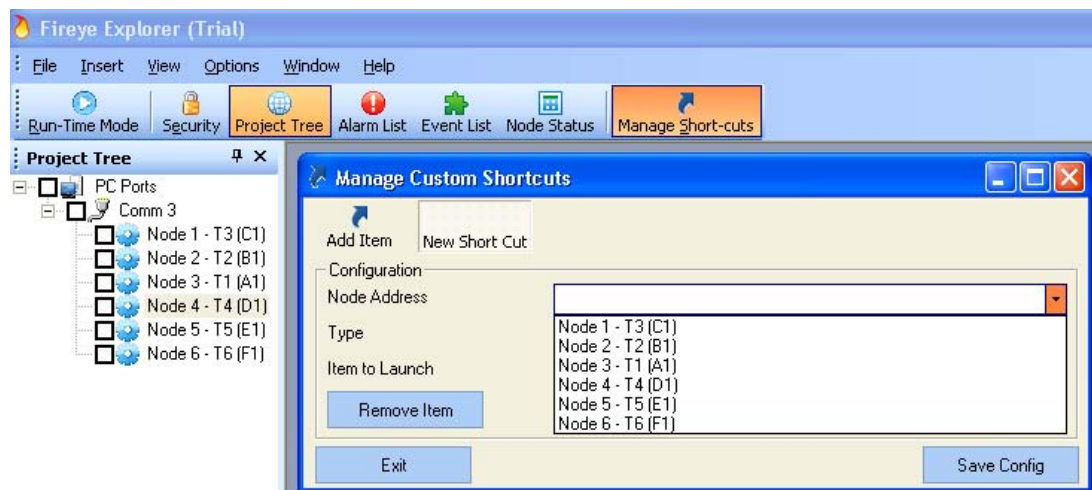 Fireye Explorer (Trial)
File Insert View Options Window Help
Run-Time Mode Security Project Tree Alarm List Event List Node Status Manage Short-cuts
Project Tree
PC Ports
Comm 3
Node 1 - T3 (C1)
Node 2 - T2 (B1)
Node 3 - T1 (A1)
Node 4 - T4 (D1)
Node 5 - T5 (E1)
Node 6 - T6 (F1)
Manage Custom Shortcuts
Add Item New Short Cut
Configuration
Node Address
Type
Item to Launch
Node 1 - T3 (C1)
Node 2 - T2 (B1)
Node 3 - T1 (A1)
Node 4 - T4 (D1)
Node 5 - T5 (E1)
Node 6 - T6 (F1)
Remove Item
Exit Save Config